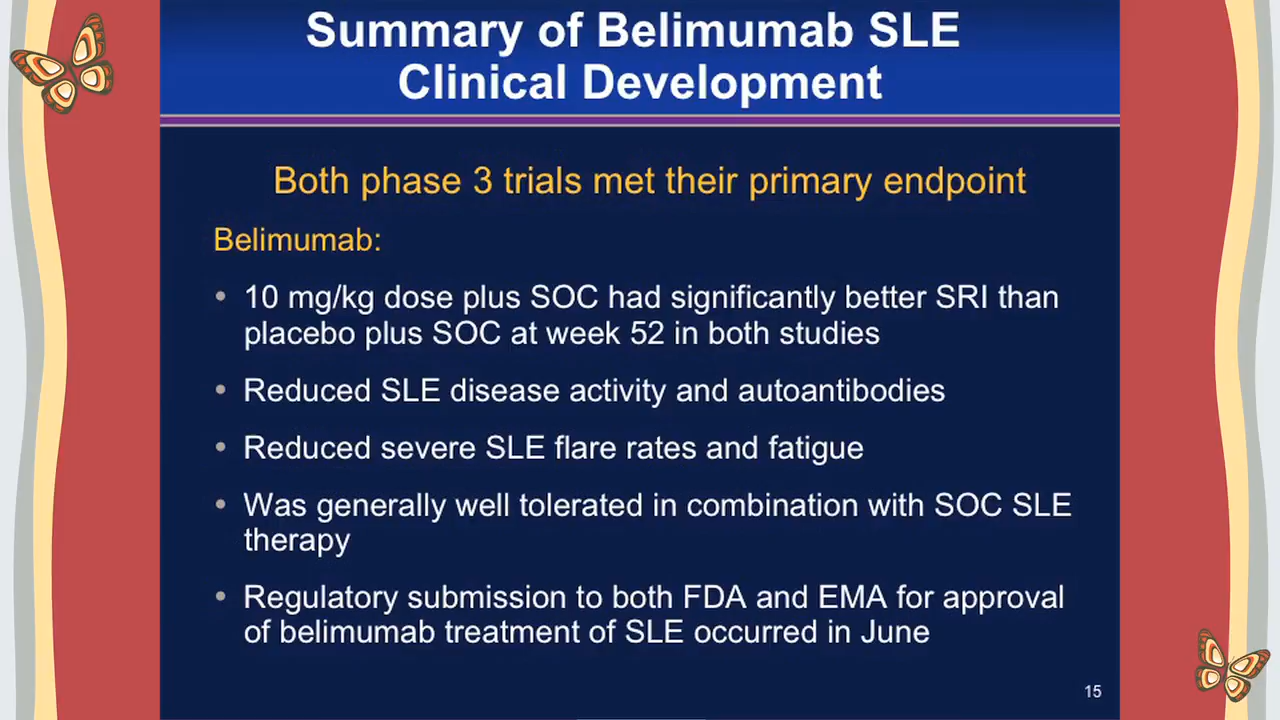 Summary of Belimumab SLE
Clinical Development
Both phase 3 trials met their primary endpoint
Belimumab:
• 10 mg/kg dose plus SOC had significantly better SRI than
placebo plus SOC at week 52 in both studies
• Reduced SLE disease activity and autoantibodies
• Reduced severe SLE flare rates and fatigue
• Was generally well tolerated in combination with SOC SLE
therapy
• Regulatory submission to both FDA and EMA for approval
of belimumab treatment of SLE occurred in June
15